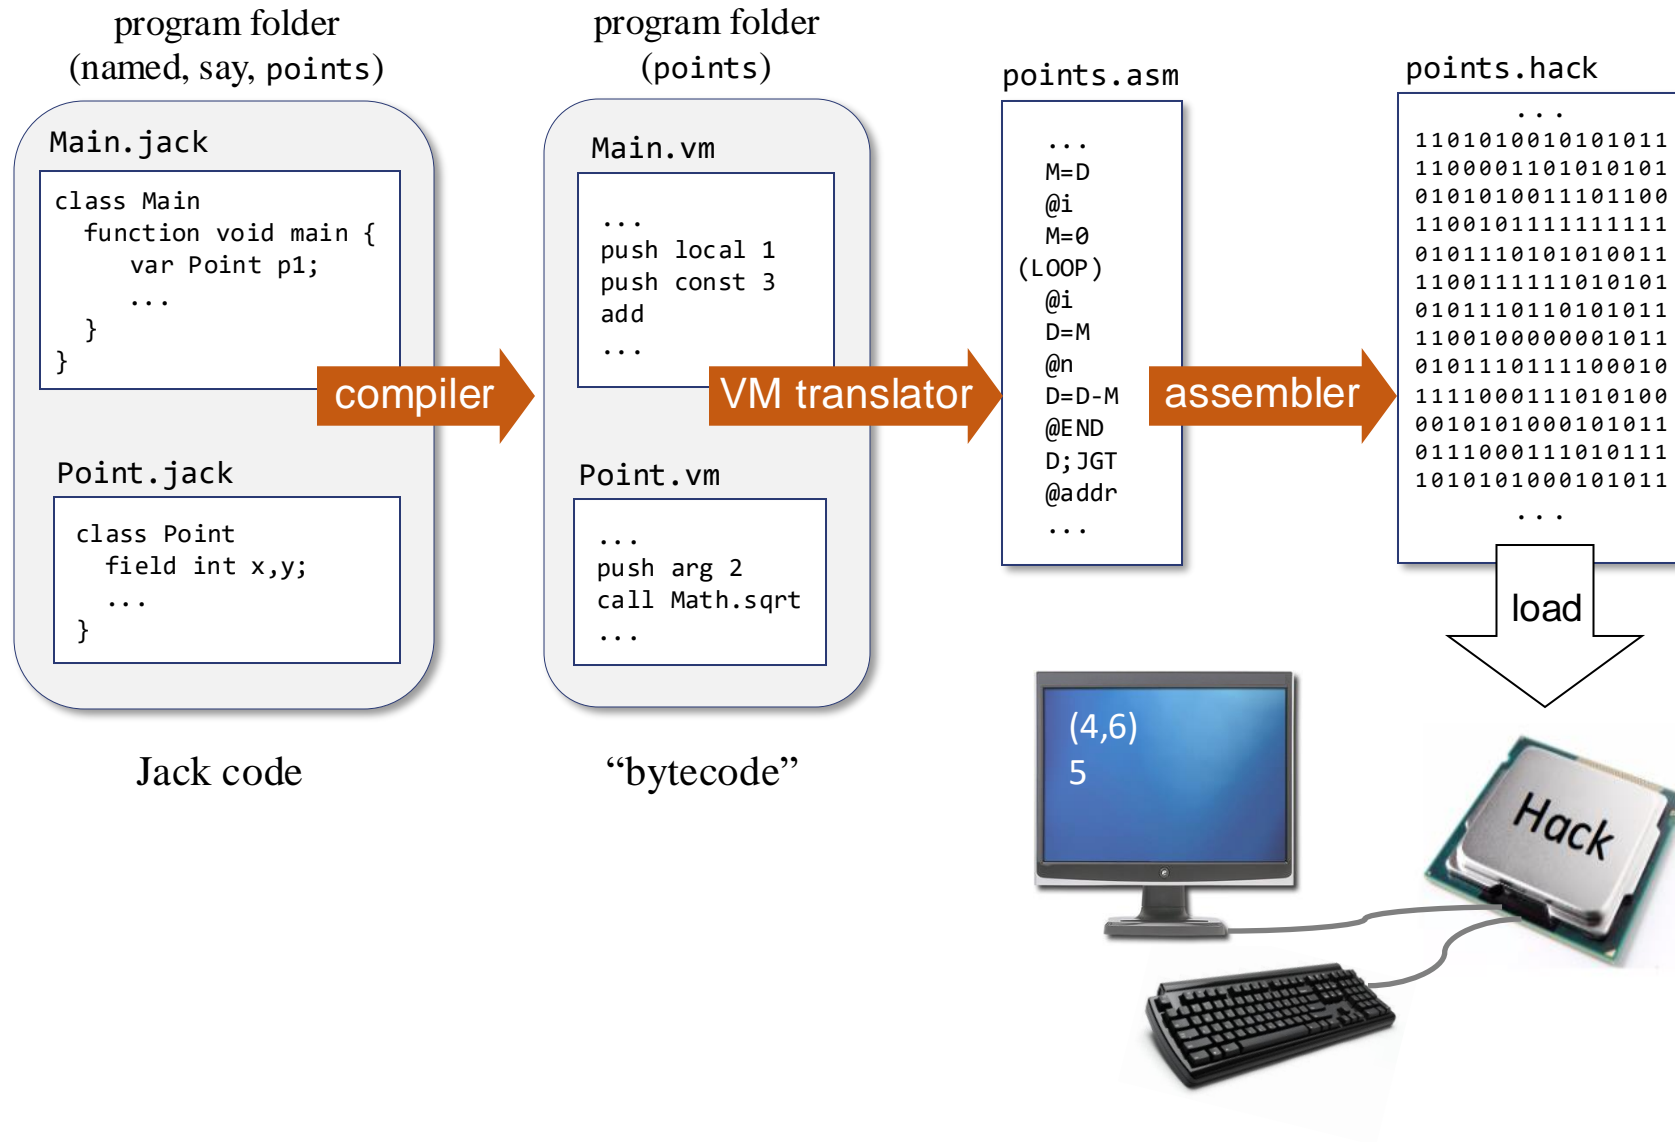 program folder
(named, say, points)
Main.jack
class Main
function void main {
var Point p1;
...
}
}
Point.jack
class Point
field int x,y;
...
}
Jack code
compiler
program folder
(points)
Main.vm
...
push local 1
push const 3
add
...
Point.vm
...
push arg 2
call Math.sqrt
...
“bytecode”
VM translator
points.asm
...
M=D
@i
M=0
(LOOP)
@i
D=M
@n
D=D-M
@END
D;JGT
@addr
...
assembler
points.hack
...
1101010010101011
1100001101010101
0101010011101100
1100101111111111
0101110101010011
1100111111010101
0101110110101011
1100100000001011
0101110111100010
1111000111010100
0010101000101011
0111000111010111
1010101000101011
...
load
(4,6)
5
Hack